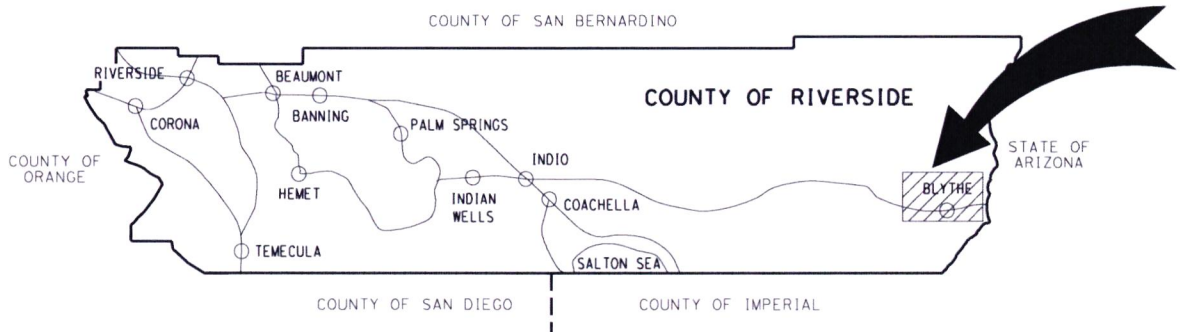 COUNTY OF SAN BERNARDINO
RIVERSIDE
BEAUMONT
COUNTY OF RIVERSIDE
CORONA
BANNING
PALM SPRINGS
COUNTY OF
ORANGE
STATE OF
ARIZONA
INDIO
HEMET
BLYTHE
INDIAN
WELLS
COACHELLA
TEMECULA
SALTON SEA
COUNTY OF SAN DIEGO
COUNTY OF IMPERIAL